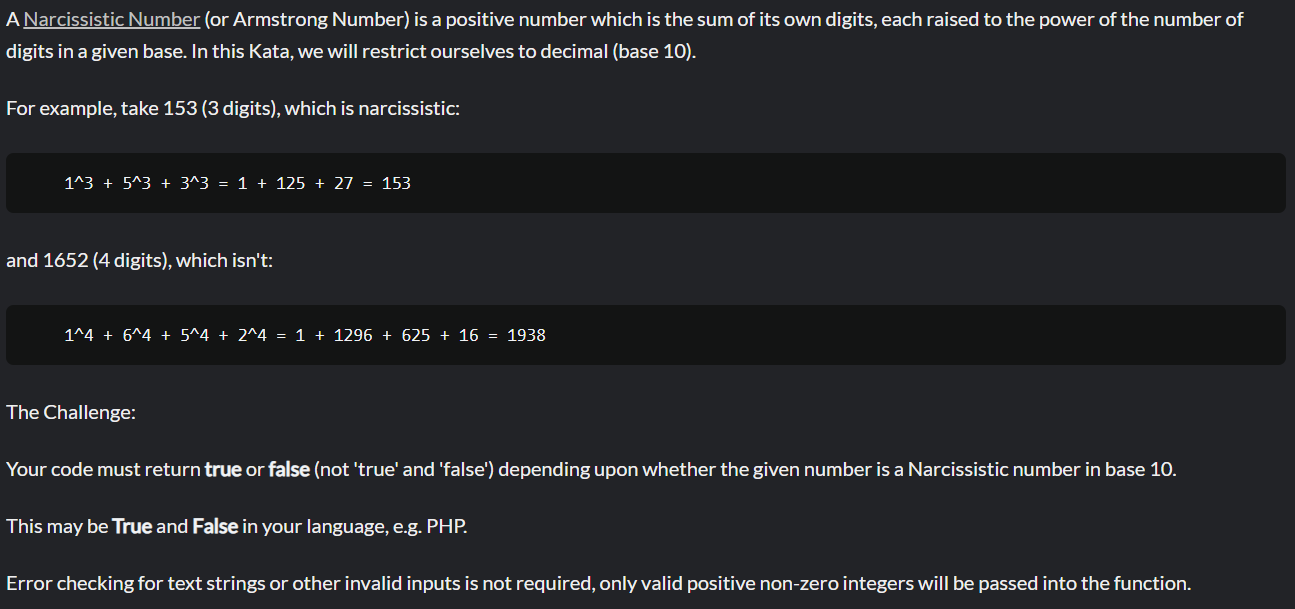 A Narcissistic Number (or Armstrong Number) is a positive number which is the sum of its own digits, each raised to the power of the number of
digits in a given base. In this Kata, we will restrict ourselves to decimal (base 10).
For example, take 153 (3 digits), which is narcissistic:
1^3 + 5^3 + 3^3 = 1 + 125 + 27 = 153
and 1652 (4 digits), which isn't:
1^4 + 6^4 + 5^4 + 2^4 = 1 + 1296 + 625 + 16 = 1938
The Challenge:
Your code must return true or false (not 'true' and 'false') depending upon whether the given number is a Narcissistic number in base 10.
This may be True and False in your language, e.g. PHP.
Error checking for text strings or other invalid inputs is not required, only valid positive non-zero integers will be passed into the function.